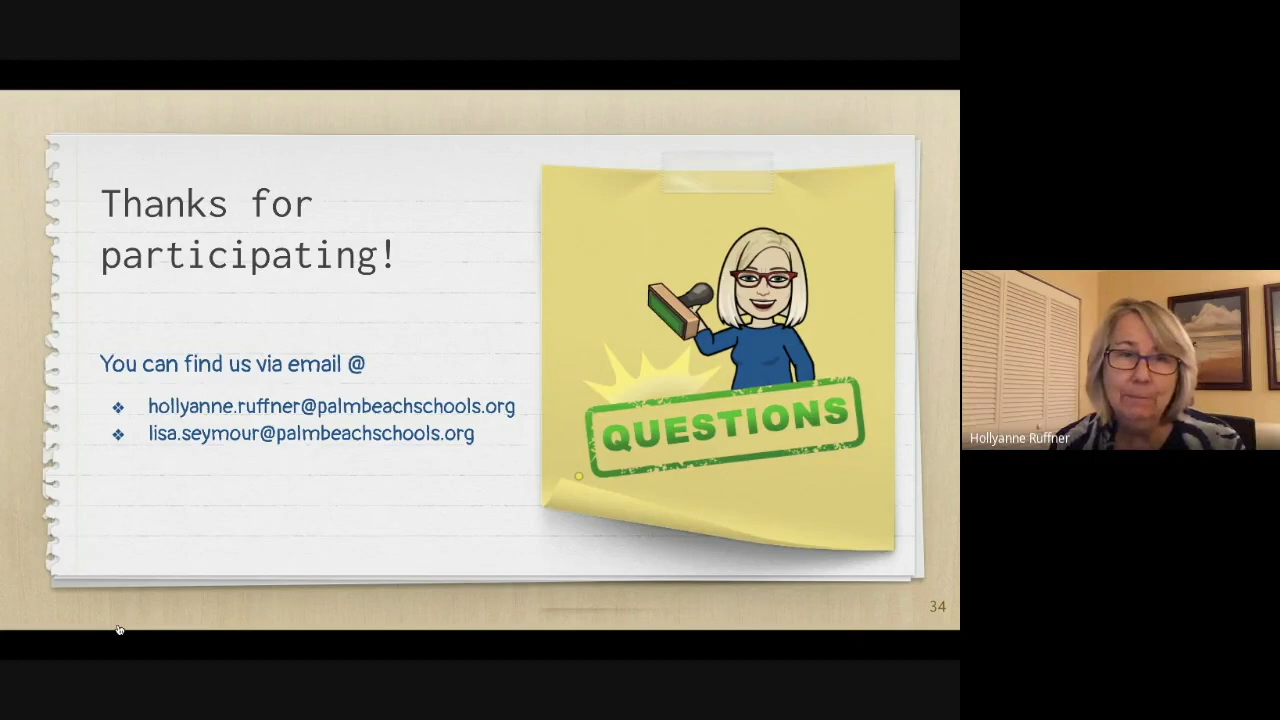 Thanks for
participating!
You can find us via email @
❖ hollyanne.ruffner@palmbeachschools.org
❖ lisa.seymour@palmbeachschools.org
QUESTIONS
34
Hollyanne Ruffner